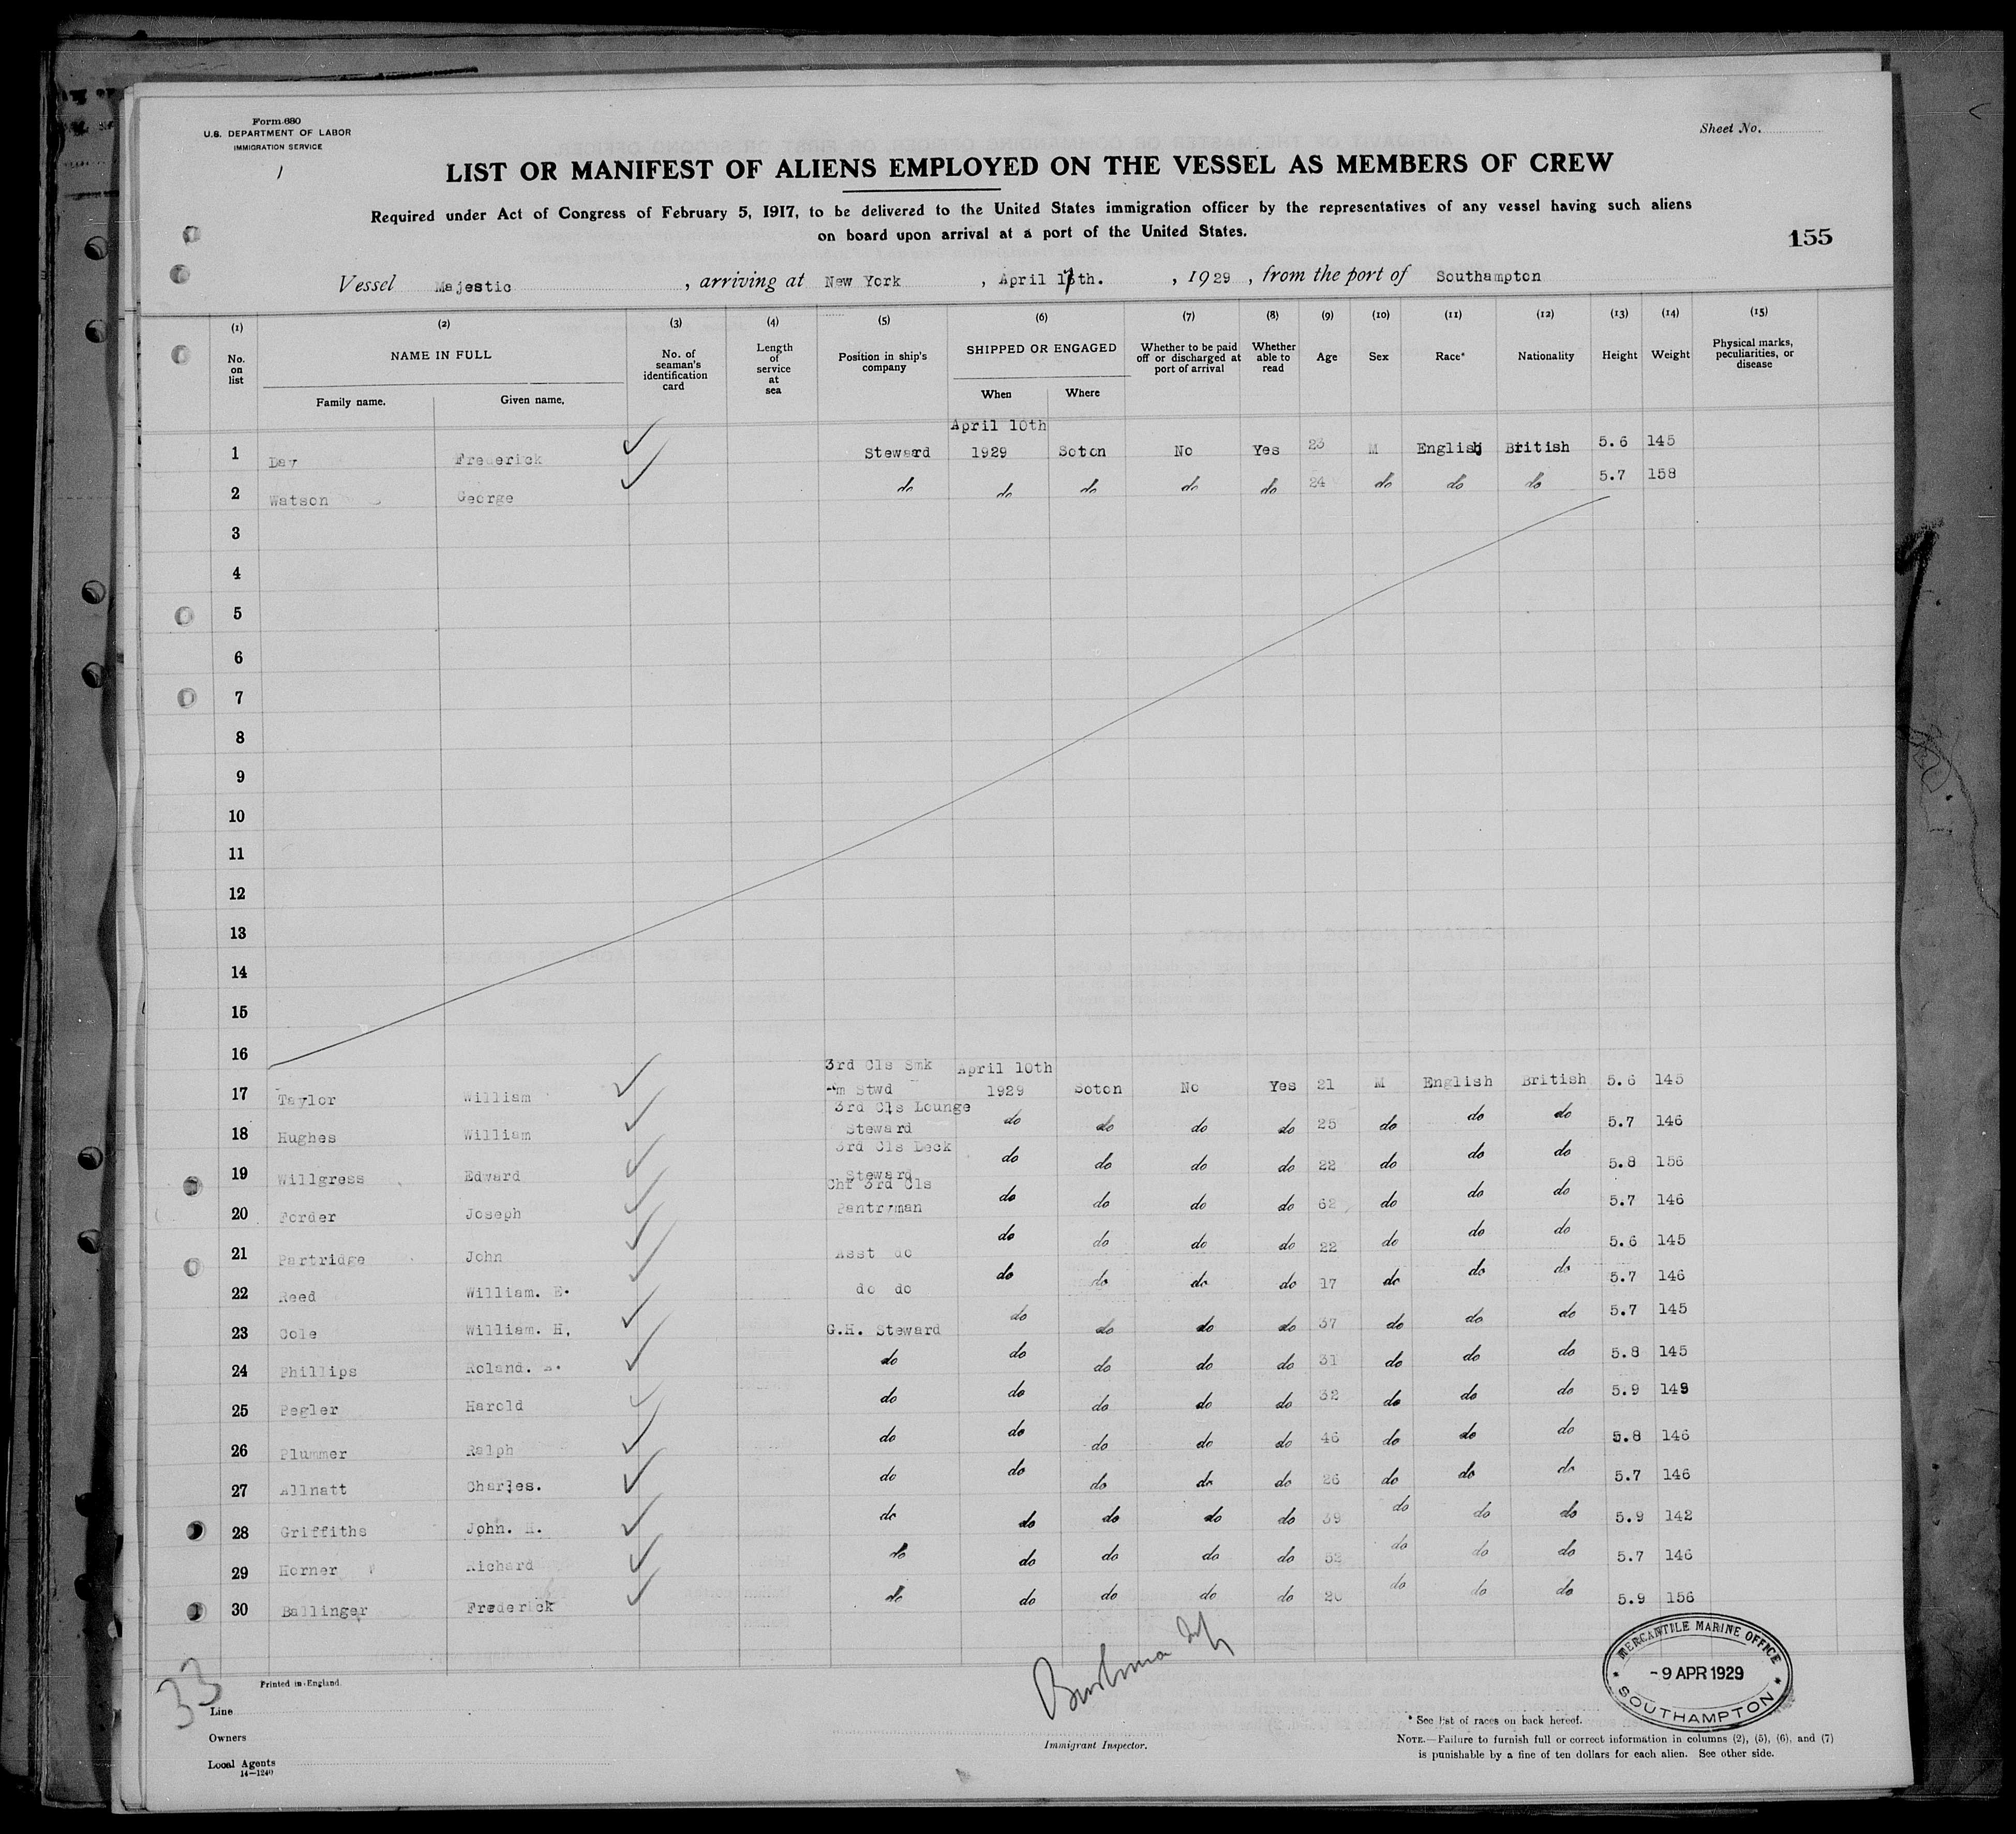 Form 680
U.S. DEPARTMENT OF LABOR
IMMIGRATION SERVICE
Sheet No.
LIST OR MANIFEST OF ALIENS EMPLOYED ON THE VESSEL AS MEMBERS OF CREW
Required under Act of Congress of February 5, 1917, to be delivered to the United States immigration officer by the representatives of any vessel having such aliens
on board upon arrival at a port of the United States.
155
Vessel Majestic , arriving at New York , April 17th. , 1929 , from the port of Southampton
(1) (2) (3) (4) (5) (6) (7) (8) (9) (10) (11) (12) (13) (14) (15)
No. on list NAME IN FULL Family name. Given name. No. of seaman's identification card Length of service at sea Position in ship's company SHIPPED OR ENGAGED When Where Whether to be paid off or discharged at port of arrival Whether able to read Age Sex Race* Nationality Height Weight Physical marks, peculiarities, or disease
1 Day Frederick Steward April 10th 1929 Soton No Yes 23 M English British 5.6 145
2 Watson George do do do do do 24 do do do 5.7 158
3
4
5
6
7
8
9
10
11
12
13
14
15
16
17 Taylor William 3rd Cls Smk Rm Stwd April 10th 1929 Soton No Yes 21 M English British 5.6 145
18 Hughes William 3rd Cls Lounge Steward do do do do 25 do do do 5.7 146
19 Willgress Edward 3rd Cls Deck Steward do do do do 22 do do do 5.8 156
20 Forder Joseph Chf 3rd Cls Pantryman do do do do 62 do do do 5.7 146
21 Partridge John Asst do do do do do 22 do do do 5.6 145
22 Reed William. E. do do do do do do 17 do do do 5.7 146
23 Cole William. H. G.H. Steward do do do do 37 do do do 5.7 145
24 Phillips Roland. do do do do do 31 do do do 5.8 145
25 Pegler Harold do do do do do 32 do do do 5.9 149
26 Plummer Ralph do do do do do 46 do do do 5.8 146
27 Allnatt Charles. do do do do do 26 do do do 5.7 146
28 Griffiths John. H. do do do do do 39 do do do 5.9 142
29 Horner Richard do do do do do 52 do do do 5.7 146
30 Ballinger Frederick do do do do do 20 do do do 5.9 156
33
Printed in England.
Line
Owners
Local Agents
14—1240
Immigrant Inspector.
MERCANTILE MARINE OFFICE
-9 APR 1929
SOUTHAMPTON
* See list of races on back hereof.
NOTE.—Failure to furnish full or correct information in columns (2), (5), (6), and (7)
is punishable by a fine of ten dollars for each alien. See other side.